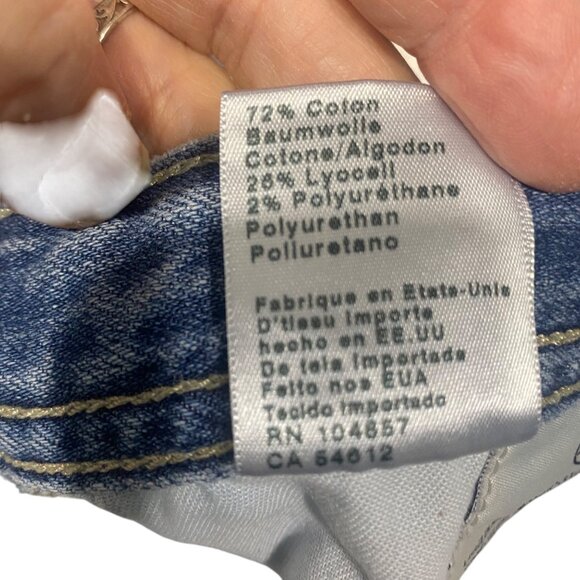 72% Coton
Baumwolle
Cotone/Algodon
26% Lyocell
2% Polyuréthane
Polyurethan
Poliuretano
Fabrique en Etats-Unis
D'tissu importe
hecho en EE.UU
De tela importada
Feito nos EUA
Tecido importado
RN 104657
CA 54612